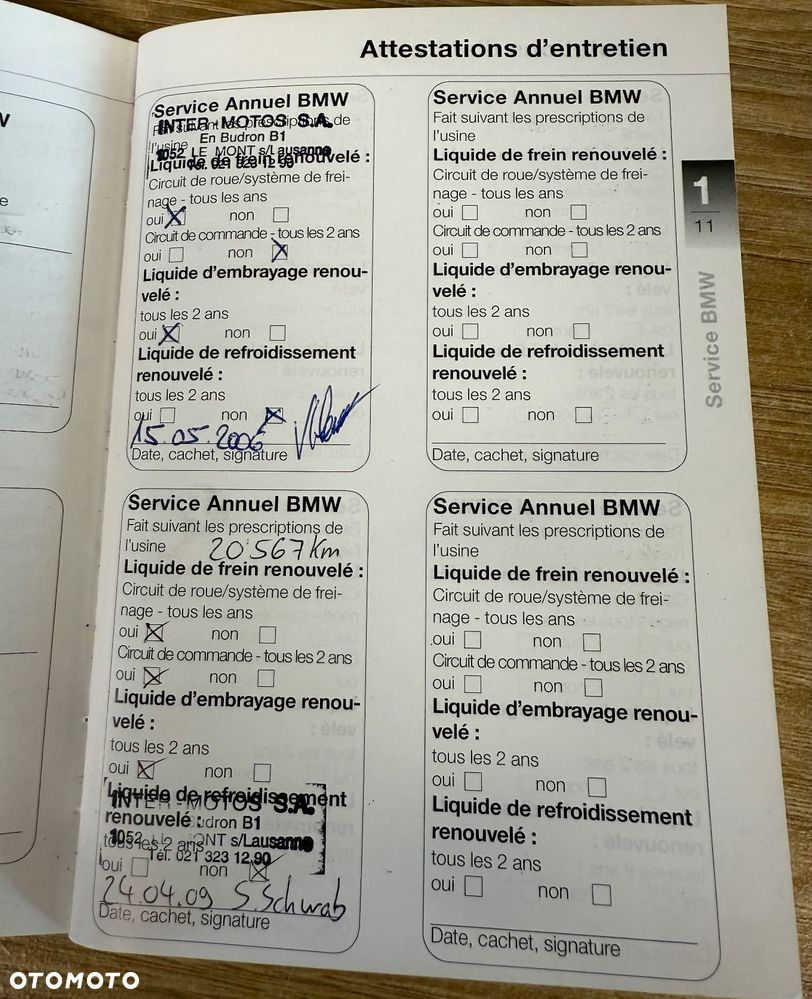 Attestations d'entretien
Service Annuel BMW
INTER-MOTOS S.A.
Fait suivant les prescriptions de
En Budron B1
l'usine
1052 LE MONT s/Lausanne
Liquide de frein renouvelé :
Tél. 021 323 12 90
Circuit de roue/système de frei-
nage - tous les ans
oui non
Circuit de commande - tous les 2 ans
oui non
Liquide d'embrayage renou-
velé :
tous les 2 ans
oui non
Liquide de refroidissement
renouvelé :
tous les 2 ans
oui non
15.05.2006
Date, cachet, signature
Service Annuel BMW
Fait suivant les prescriptions de
l'usine 20'567 Km
Liquide de frein renouvelé :
Circuit de roue/système de frei-
nage - tous les ans
oui non
Circuit de commande - tous les 2 ans
oui non
Liquide d'embrayage renou-
velé :
tous les 2 ans
oui non
Liquide de refroidissement
INTER-MOTOS S.A.
renouvelé :
Budron B1
1052 MONT s/Lausanne
tous les 2 ans
Tél. 021 323 12.90
oui non
24.04.09 S.Schwab
Date, cachet, signature
Service Annuel BMW
Fait suivant les prescriptions de
l'usine
Liquide de frein renouvelé :
Circuit de roue/système de frei-
nage - tous les ans
oui non
Circuit de commande - tous les 2 ans
oui non
Liquide d'embrayage renou-
velé :
tous les 2 ans
oui non
Liquide de refroidissement
renouvelé :
tous les 2 ans
oui non
Date, cachet, signature
Service Annuel BMW
Fait suivant les prescriptions de
l'usine
Liquide de frein renouvelé :
Circuit de roue/système de frei-
nage - tous les ans
oui non
Circuit de commande - tous les 2 ans
oui non
Liquide d'embrayage renou-
velé :
tous les 2 ans
oui non
Liquide de refroidissement
renouvelé :
tous les 2 ans
oui non
Date, cachet, signature
1
11
Service BMW
OTOMOTO